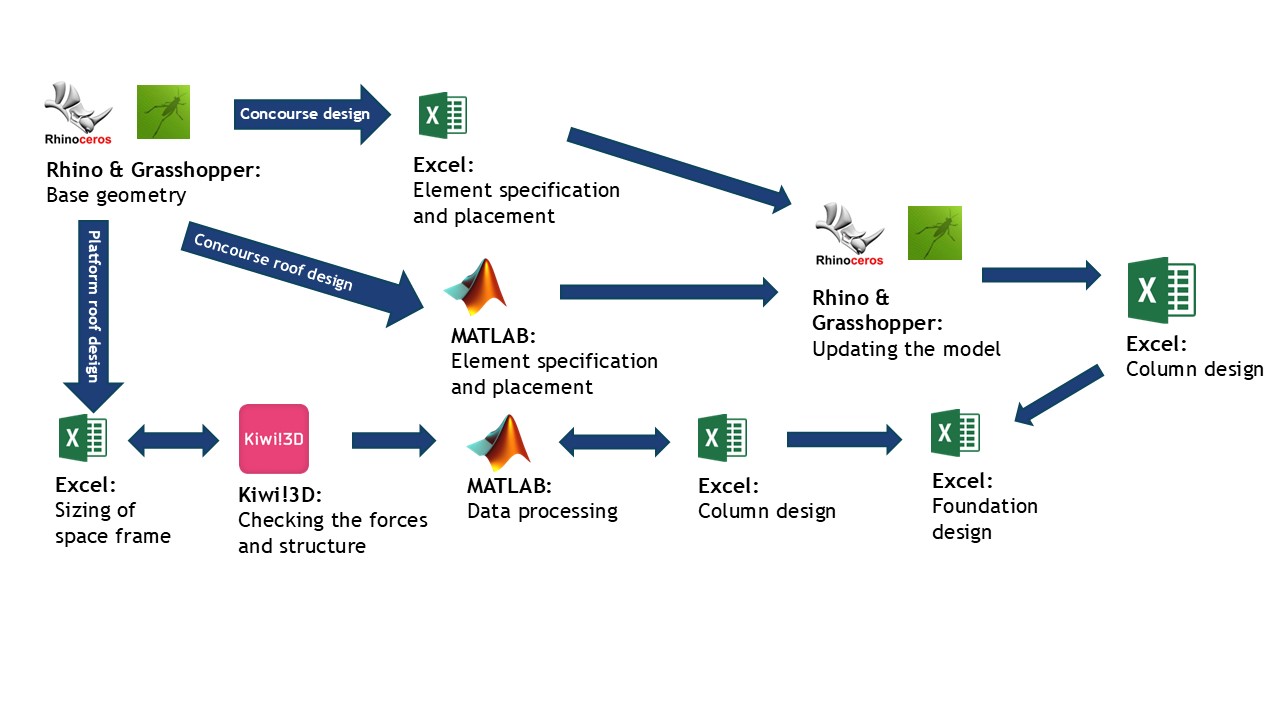 Rhinoceros
Concourse design
X
Rhino & Grasshopper:
Base geometry
Excel:
Element specification
and placement
Platform roof design
Concourse roof design
Rhinoceros
MATLAB:
Element specification
and placement
Rhino &
Grasshopper:
Updating the model
X
Excel:
Column design
X
Excel:
Sizing of
space frame
Kiwi!3D
Kiwi!3D:
Checking the forces
and structure
MATLAB:
Data processing
X
Excel:
Column design
X
Excel:
Foundation
design